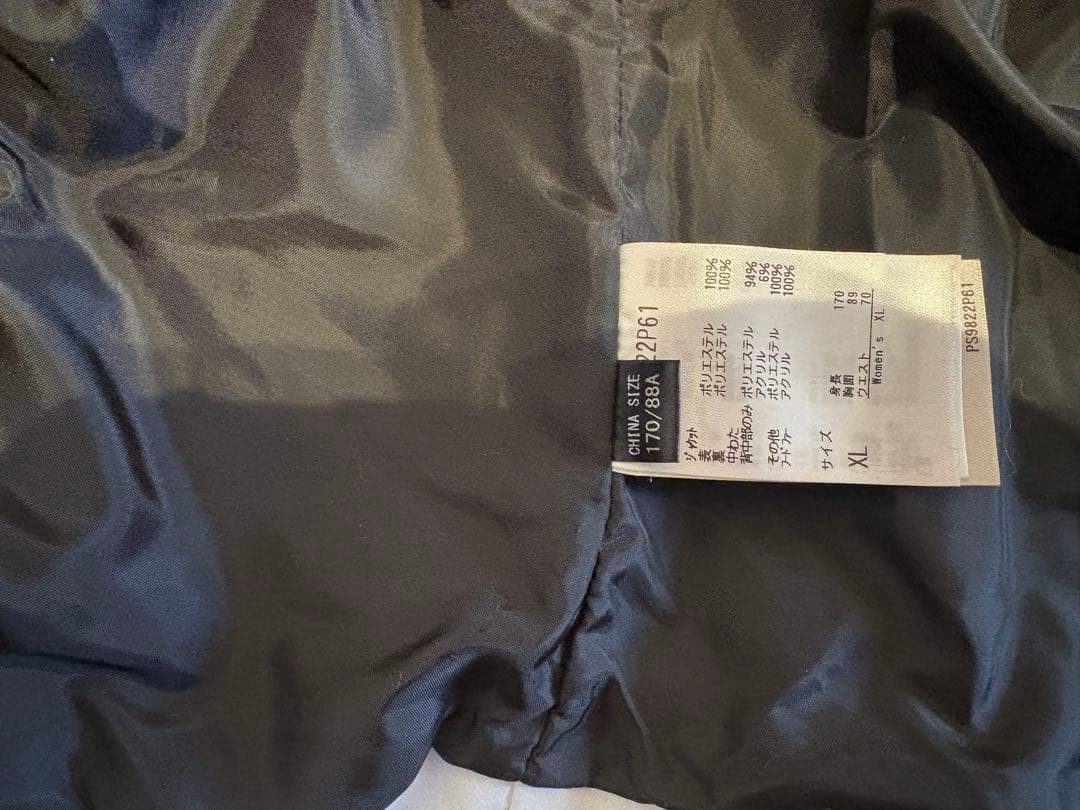 22P61
CHINA SIZE
170/88A
ジャケット
表 ポリエステル 100%
裏 ポリエステル 100%
中わた
背中部のみ ポリエステル 94%
アクリル 6%
その他 ポリエステル 100%
フードファー アクリル 100%
サイズ 身長 170
胸囲 89
XL ウエスト 70
Women's XL
PS9822P61